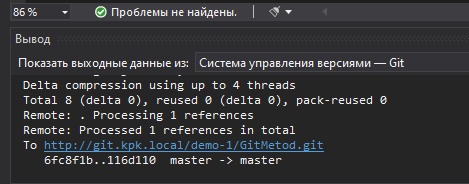 86 %
Проблемы не найдены.
Вывод
Показать выходные данные из: Система управления версиями — Git
Delta compression using up to 4 threads
Total 8 (delta 0), reused 0 (delta 0), pack-reused 0
Remote: . Processing 1 references
Remote: Processed 1 references in total
To http://git.kpk.local/demo-1/GitMetod.git
6fc8f1b..116d110 master -> master